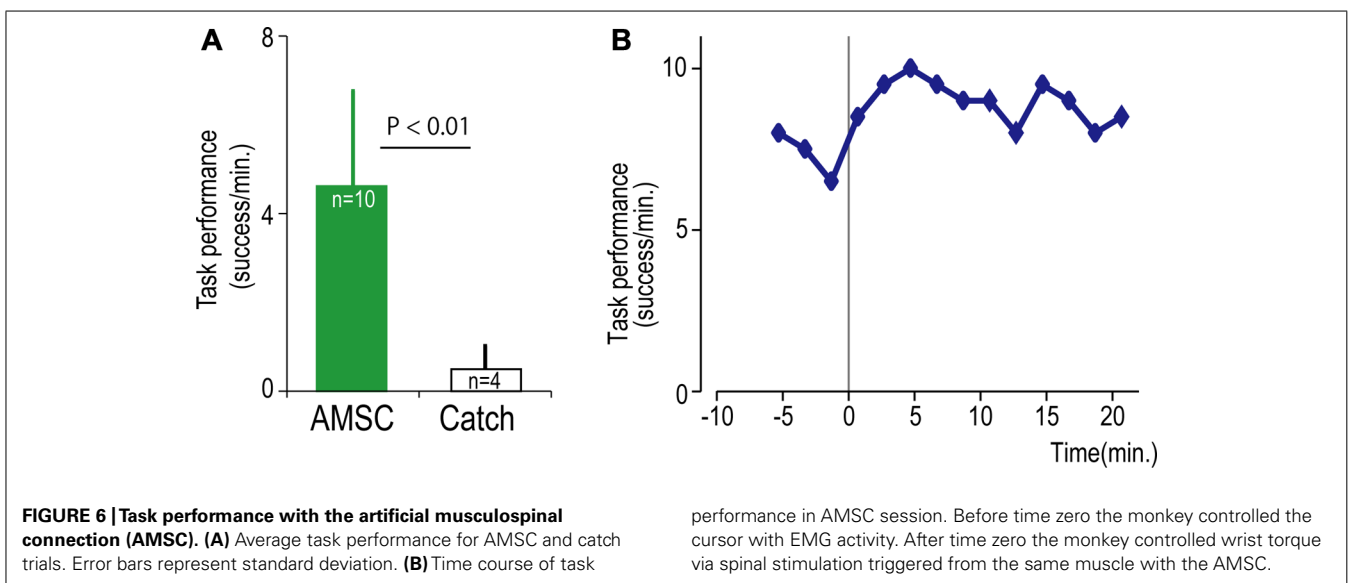 A
8
4
0
Task performance
(success/min.)
P < 0.01
n=10
n=4
AMSC
Catch
B
10
5
0
Task performance
(success/min.)
-10
-5
0
5
10
15
20
Time(min.)
FIGURE 6 | Task performance with the artificial musculospinal
connection (AMSC). (A) Average task performance for AMSC and catch
trials. Error bars represent standard deviation. (B) Time course of task
performance in AMSC session. Before time zero the monkey controlled the
cursor with EMG activity. After time zero the monkey controlled wrist torque
via spinal stimulation triggered from the same muscle with the AMSC.